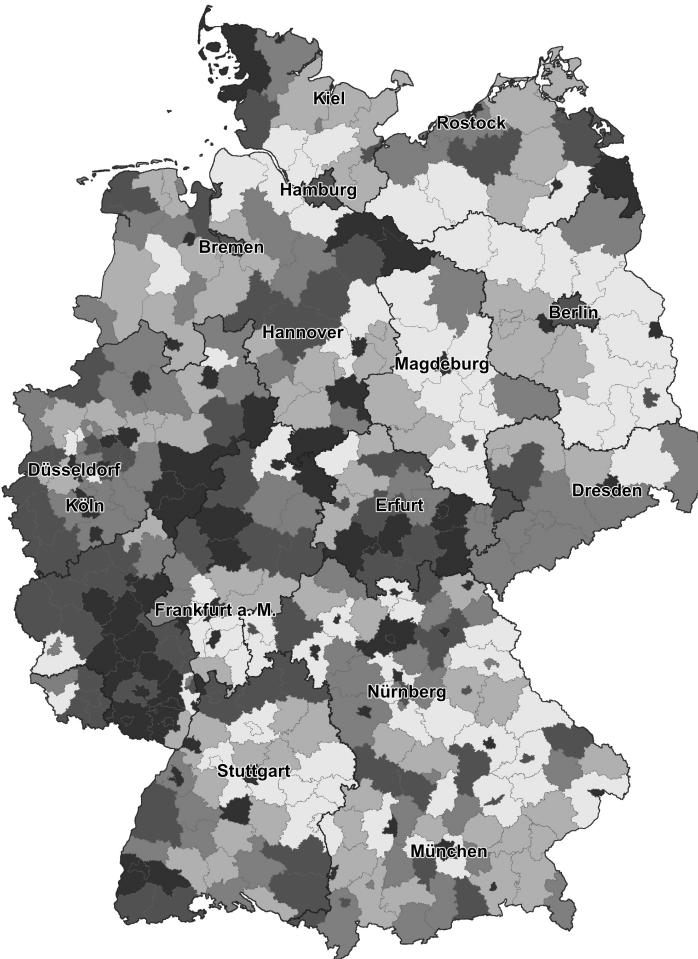 Kiel
Rostock
Hamburg
Bremen
Berlin
Hannover
Magdeburg
Düsseldorf
Köln
Erfurt
Dresden
Frankfurt a. M.
Nürnberg
Stuttgart
München